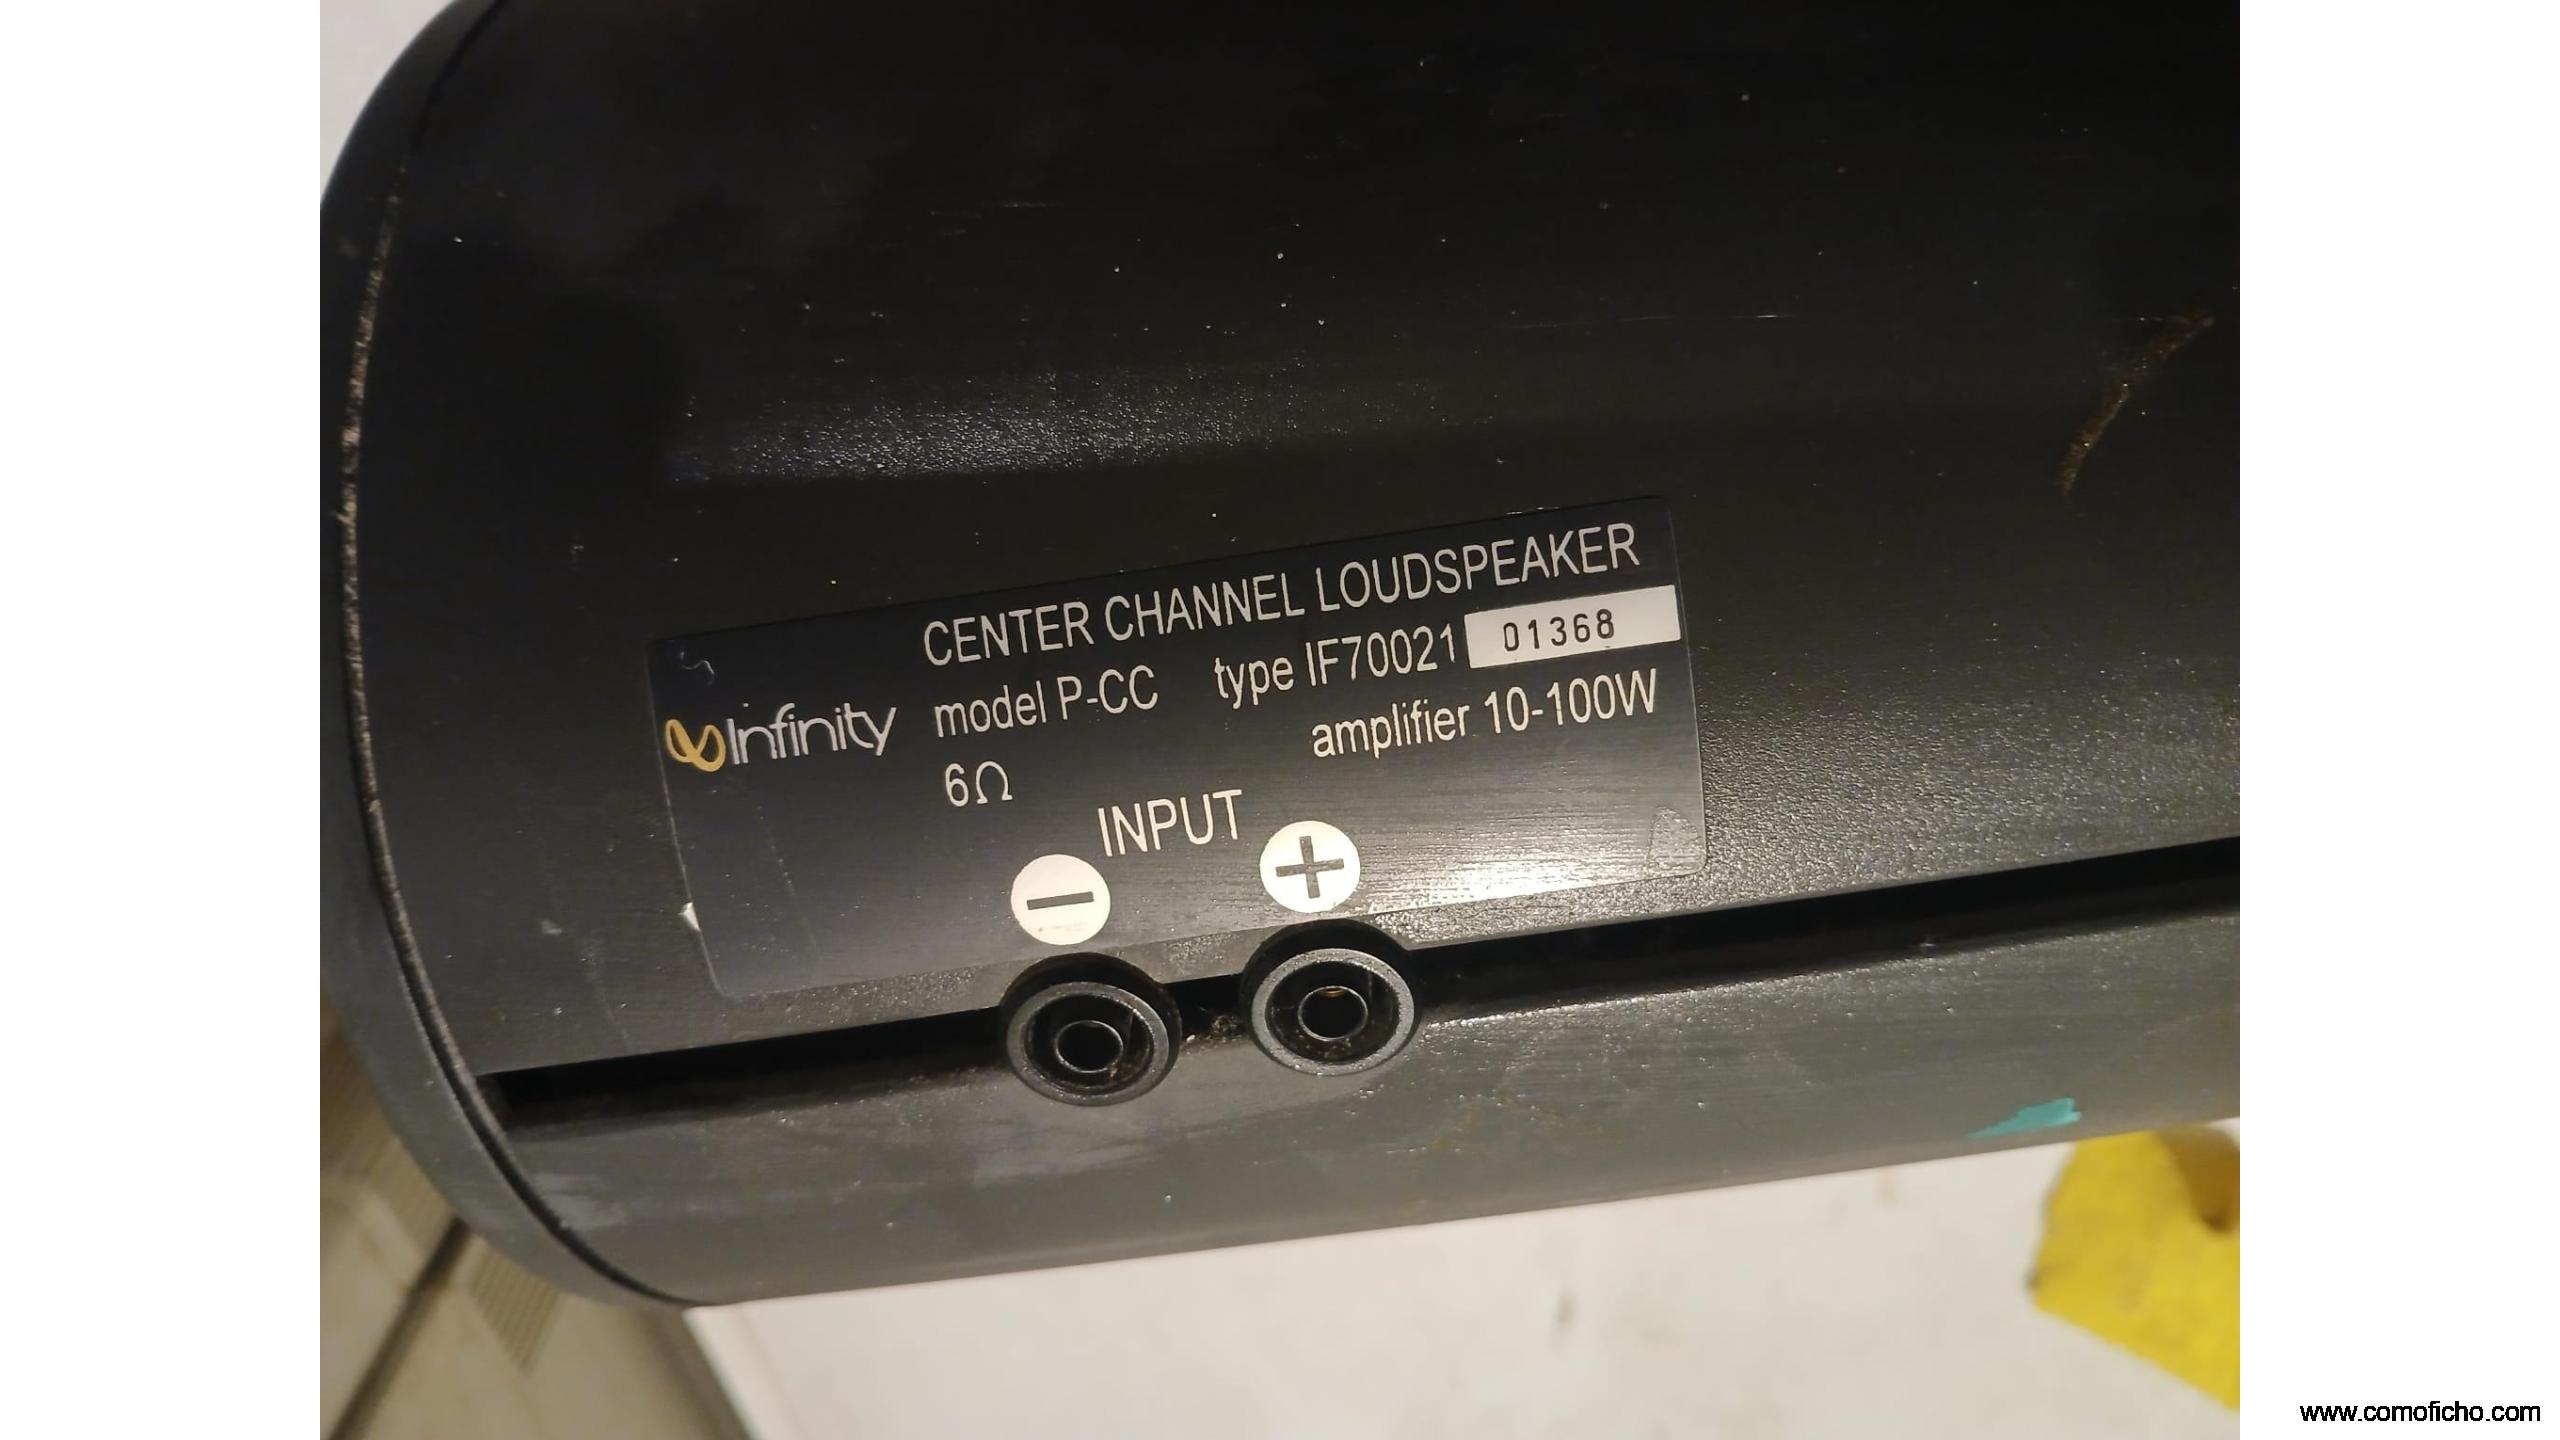 CENTER CHANNEL LOUDSPEAKER
Infinity model P-CC type IF70021 01368
6Ω amplifier 10-100W
INPUT
− +
www.comoficho.com